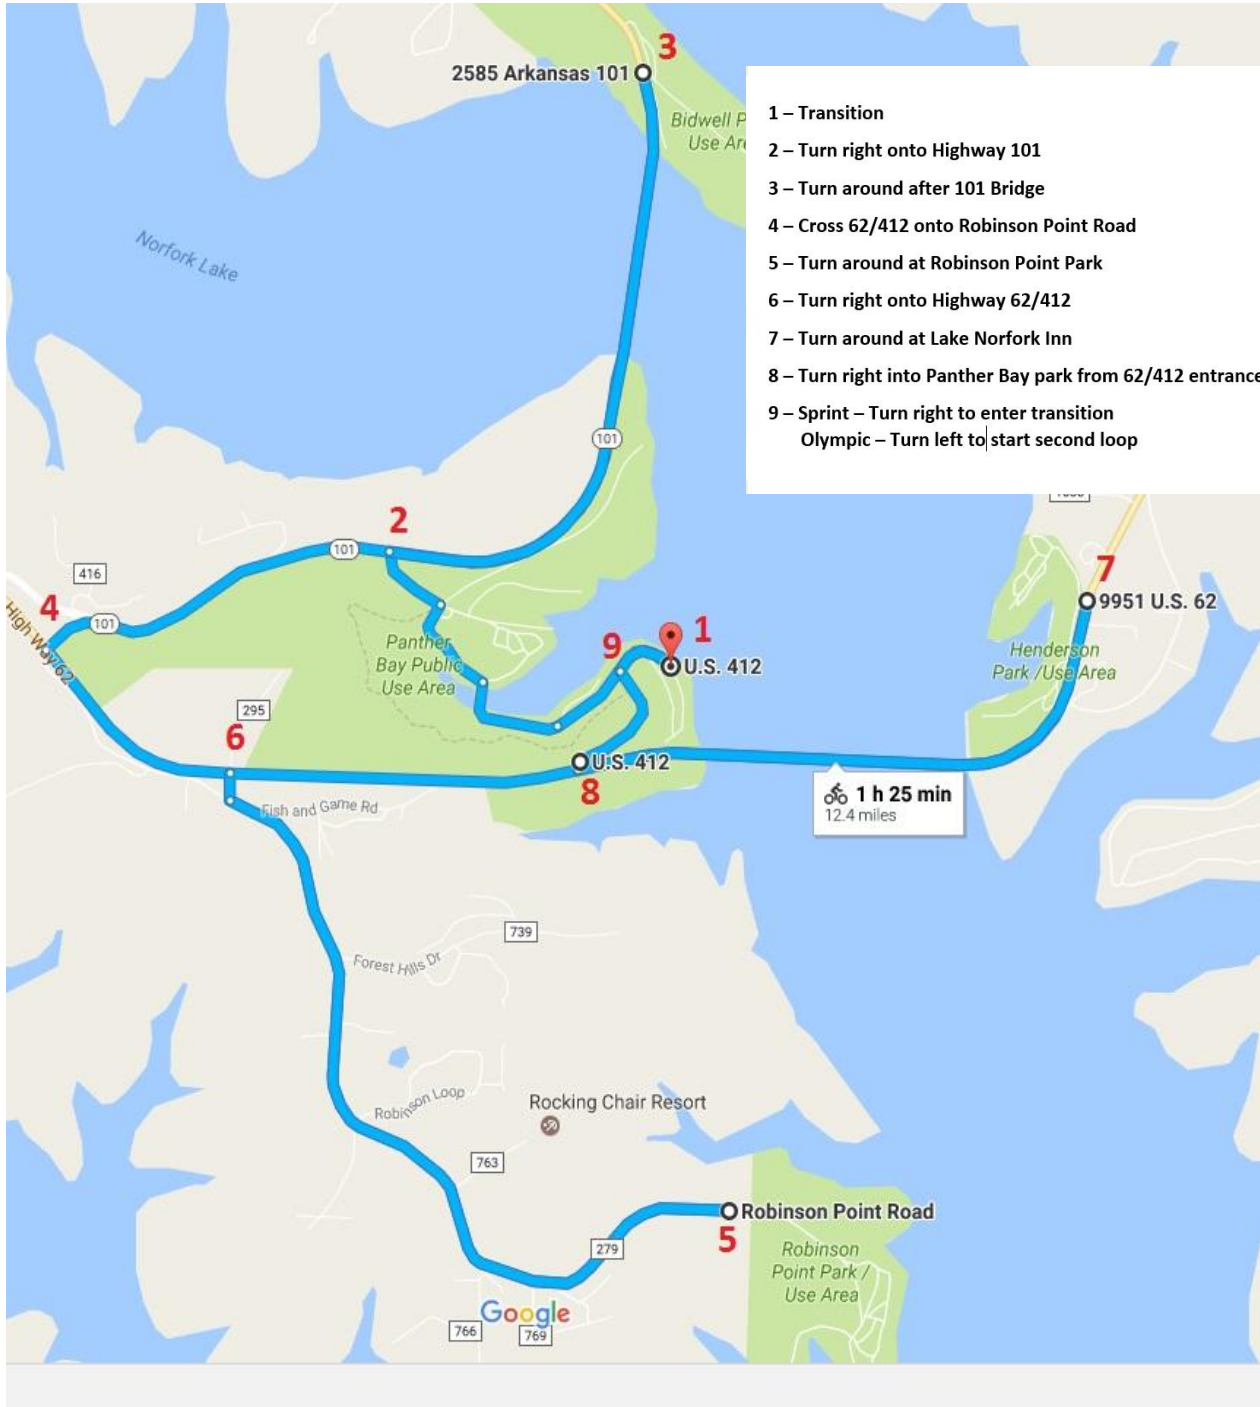 3
2585 Arkansas 101
Bidwell P
Use Are
1 – Transition
2 – Turn right onto Highway 101
3 – Turn around after 101 Bridge
4 – Cross 62/412 onto Robinson Point Road
5 – Turn around at Robinson Point Park
6 – Turn right onto Highway 62/412
7 – Turn around at Lake Norfork Inn
8 – Turn right into Panther Bay park from 62/412 entrance
9 – Sprint – Turn right to enter transition
Olympic – Turn left to start second loop
Norfork Lake
101
2
101
416
4
101
High Way 62
7
9951 U.S. 62
Henderson
Park /Use Area
Panther
Bay Public
Use Area
9
1
U.S. 412
295
6
U.S. 412
8
1 h 25 min
12.4 miles
Fish and Game Rd
739
Forest Hills Dr
Robinson Loop
Rocking Chair Resort
763
Robinson Point Road
5
279
Robinson
Point Park /
Use Area
Google
766
769